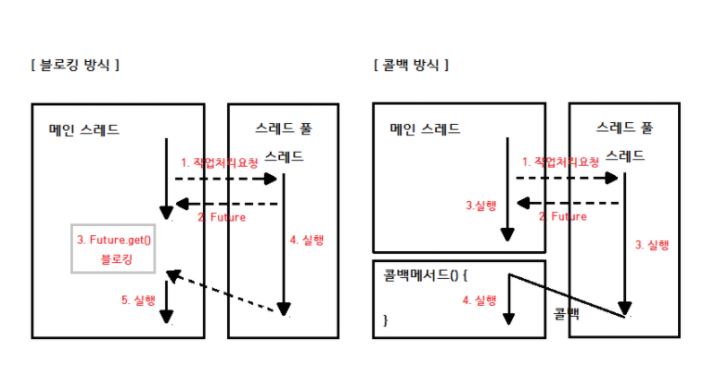 [ 블로킹 방식 ]
메인 스레드
스레드 풀
스레드
1. 작업처리요청
2. Future
3. Future.get()
블로킹
4. 실행
5. 실행
[ 콜백 방식 ]
메인 스레드
스레드 풀
스레드
1. 작업처리요청
2. Future
3.실행
3. 실행
콜백메서드() {
4. 실행
콜백
}